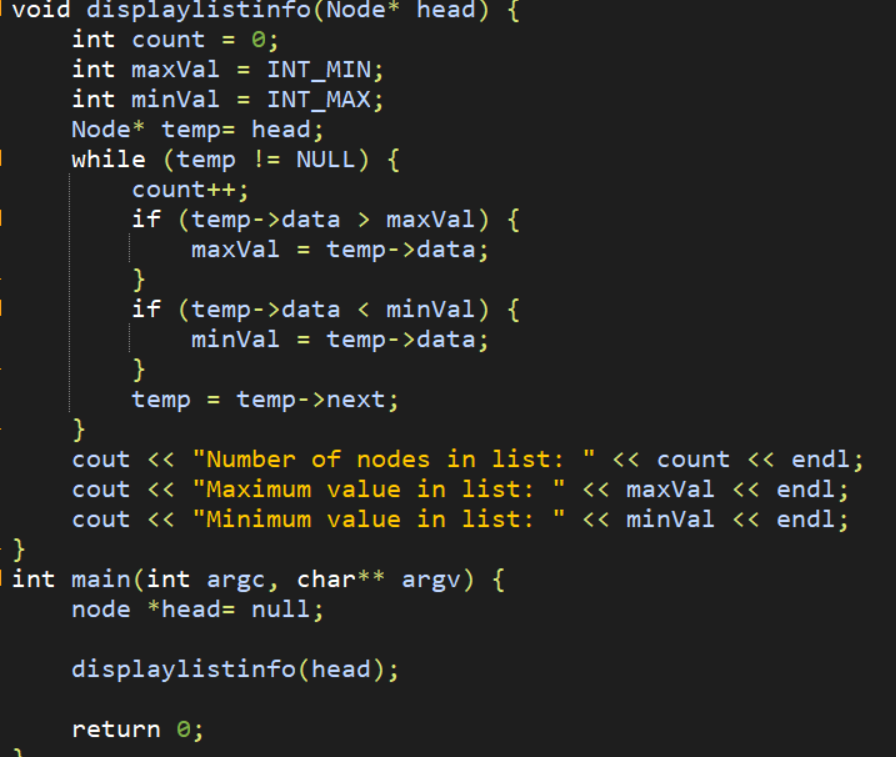 void displaylistinfo(Node* head) {
    int count = 0;
    int maxVal = INT_MIN;
    int minVal = INT_MAX;
    Node* temp= head;
    while (temp != NULL) {
        count++;
        if (temp->data > maxVal) {
            maxVal = temp->data;
        }
        if (temp->data < minVal) {
            minVal = temp->data;
        }
        temp = temp->next;
    }
    cout << "Number of nodes in list: " << count << endl;
    cout << "Maximum value in list: " << maxVal << endl;
    cout << "Minimum value in list: " << minVal << endl;
}
int main(int argc, char** argv) {
    node *head= null;
    displaylistinfo(head);
    return 0;
}